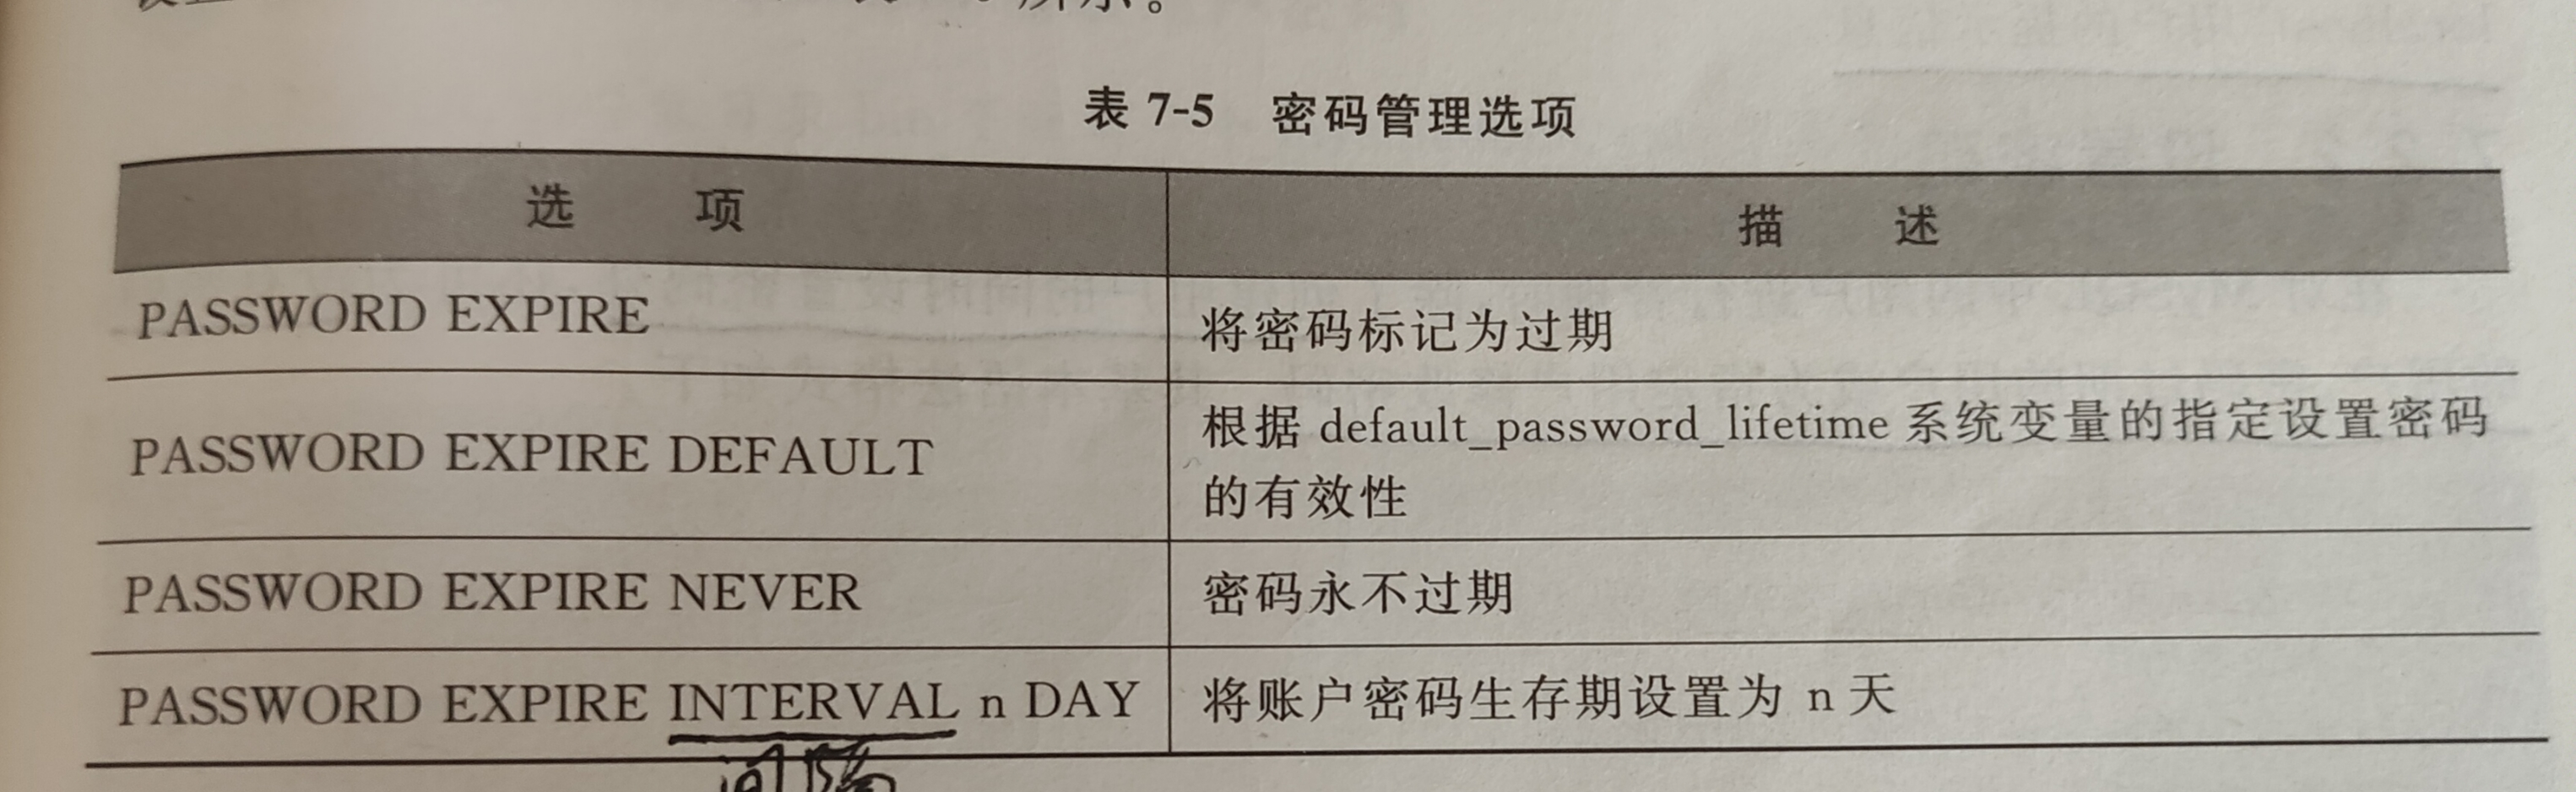 所示。
表 7-5 密码管理选项
选 项 描 述
PASSWORD EXPIRE 将密码标记为过期
PASSWORD EXPIRE DEFAULT 根据 default_password_lifetime 系统变量的指定设置密码
的有效性
PASSWORD EXPIRE NEVER 密码永不过期
PASSWORD EXPIRE INTERVAL n DAY 将账户密码生存期设置为 n 天
间隔